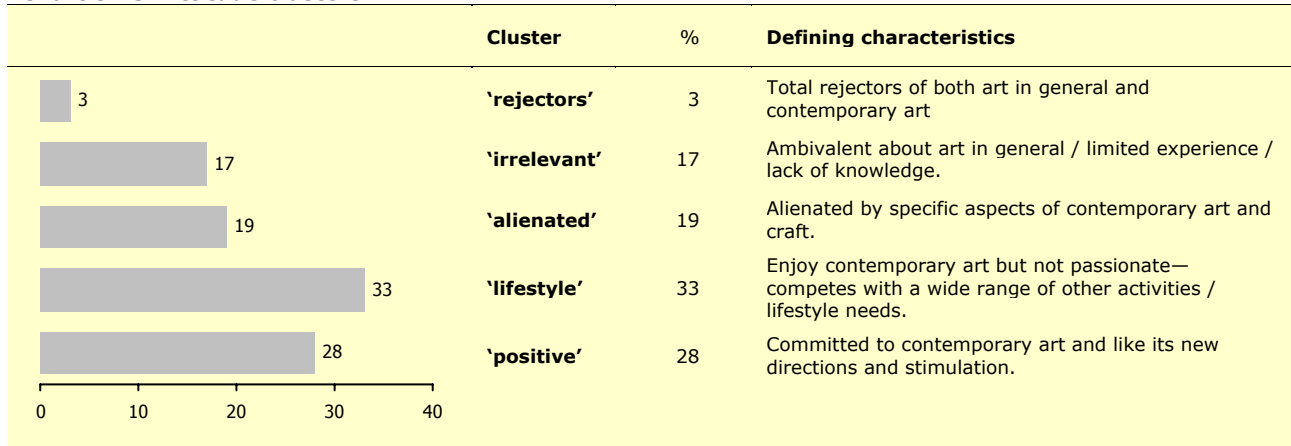 Cluster % Defining characteristics
3 ‘rejectors’ 3 Total rejectors of both art in general and
contemporary art
17 ‘irrelevant’ 17 Ambivalent about art in general / limited experience /
lack of knowledge.
19 ‘alienated’ 19 Alienated by specific aspects of contemporary art and
craft.
33 ‘lifestyle’ 33 Enjoy contemporary art but not passionate—
competes with a wide range of other activities /
lifestyle needs.
28 ‘positive’ 28 Committed to contemporary art and like its new
directions and stimulation.
0 10 20 30 40